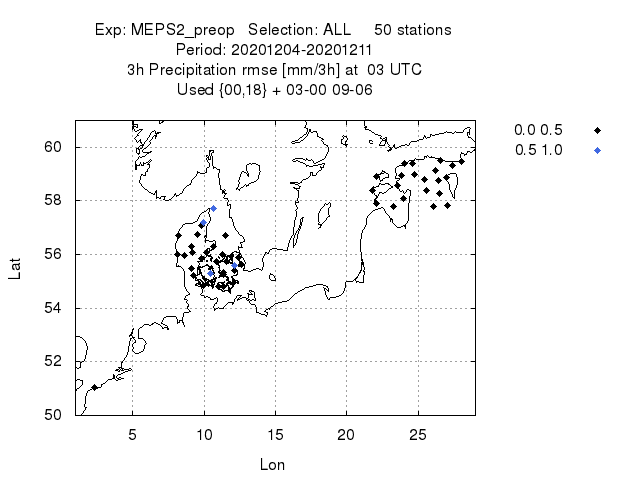 Exp: MEPS2_preop Selection: ALL 50 stations
Period: 20201204-20201211
3h Precipitation rmse [mm/3h] at 03 UTC
Used {00,18} + 03-00 09-06
0.0 0.5
0.5 1.0
60
58
56
54
52
50
Lat
5 10 15 20 25
Lon